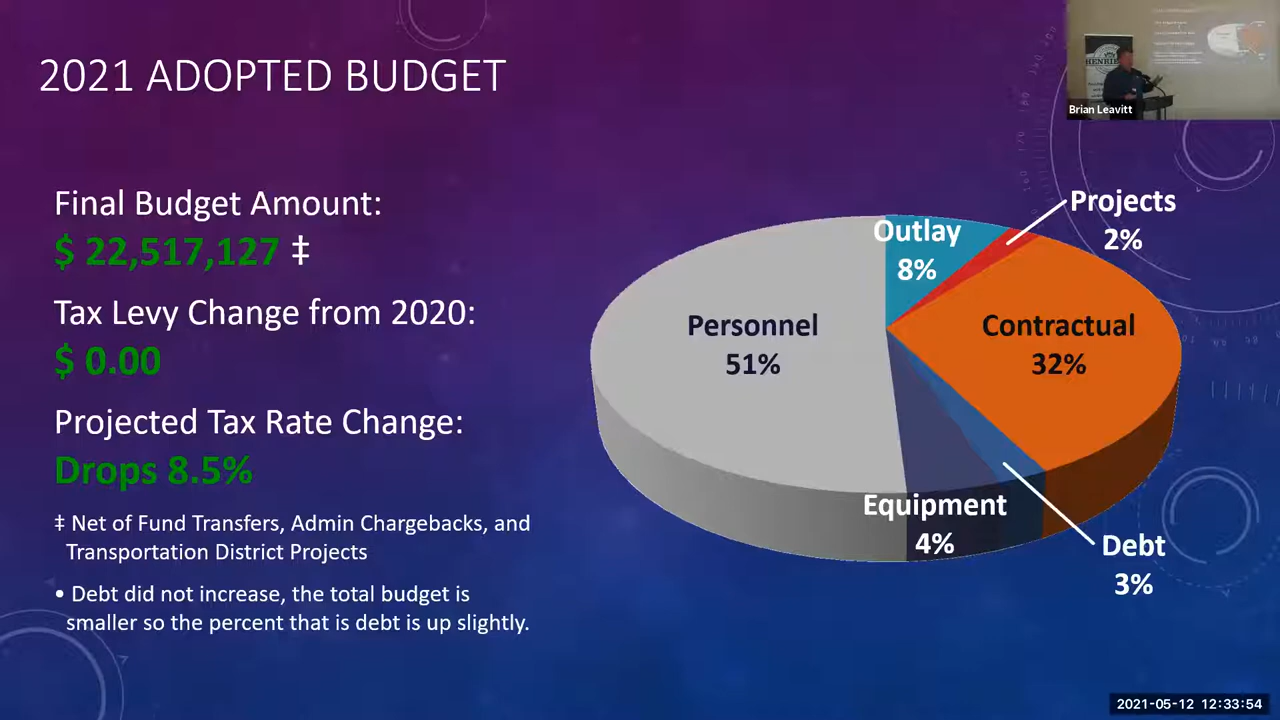 2021 ADOPTED BUDGET
Final Budget Amount:
$ 22,517,127 ‡
Tax Levy Change from 2020:
$ 0.00
Projected Tax Rate Change:
Drops 8.5%
‡ Net of Fund Transfers, Admin Chargebacks, and
Transportation District Projects
• Debt did not increase, the total budget is
smaller so the percent that is debt is up slightly.
Brian Leavitt
Projects
2%
Outlay
8%
Personnel
51%
Contractual
32%
Equipment
4%
Debt
3%
2021-05-12 12:33:54